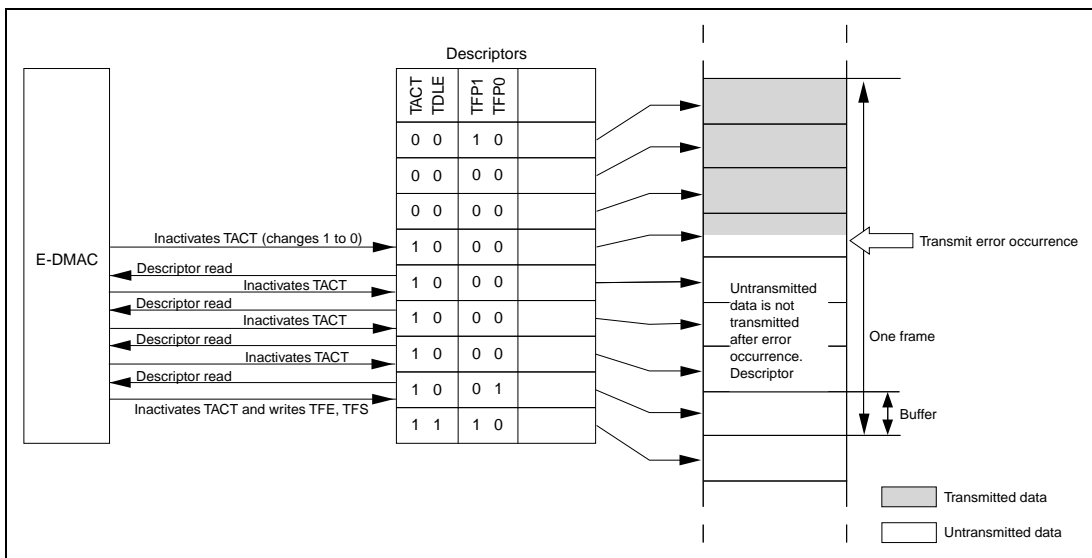 Descriptors
TACT
TDLE
TFP1
TFP0
0 0 1 0
0 0 0 0
0 0 0 0
Inactivates TACT (changes 1 to 0)
1 0 0 0
Transmit error occurrence
E-DMAC
Descriptor read
Inactivates TACT
1 0 0 0
Descriptor read
Inactivates TACT
1 0 0 0
Descriptor read
Inactivates TACT
1 0 0 0
Descriptor read
1 0 0 1
Inactivates TACT and writes TFE, TFS
1 1 1 0
Untransmitted
data is not
transmitted
after error
occurrence.
Descriptor
One frame
Buffer
Transmitted data
Untransmitted data